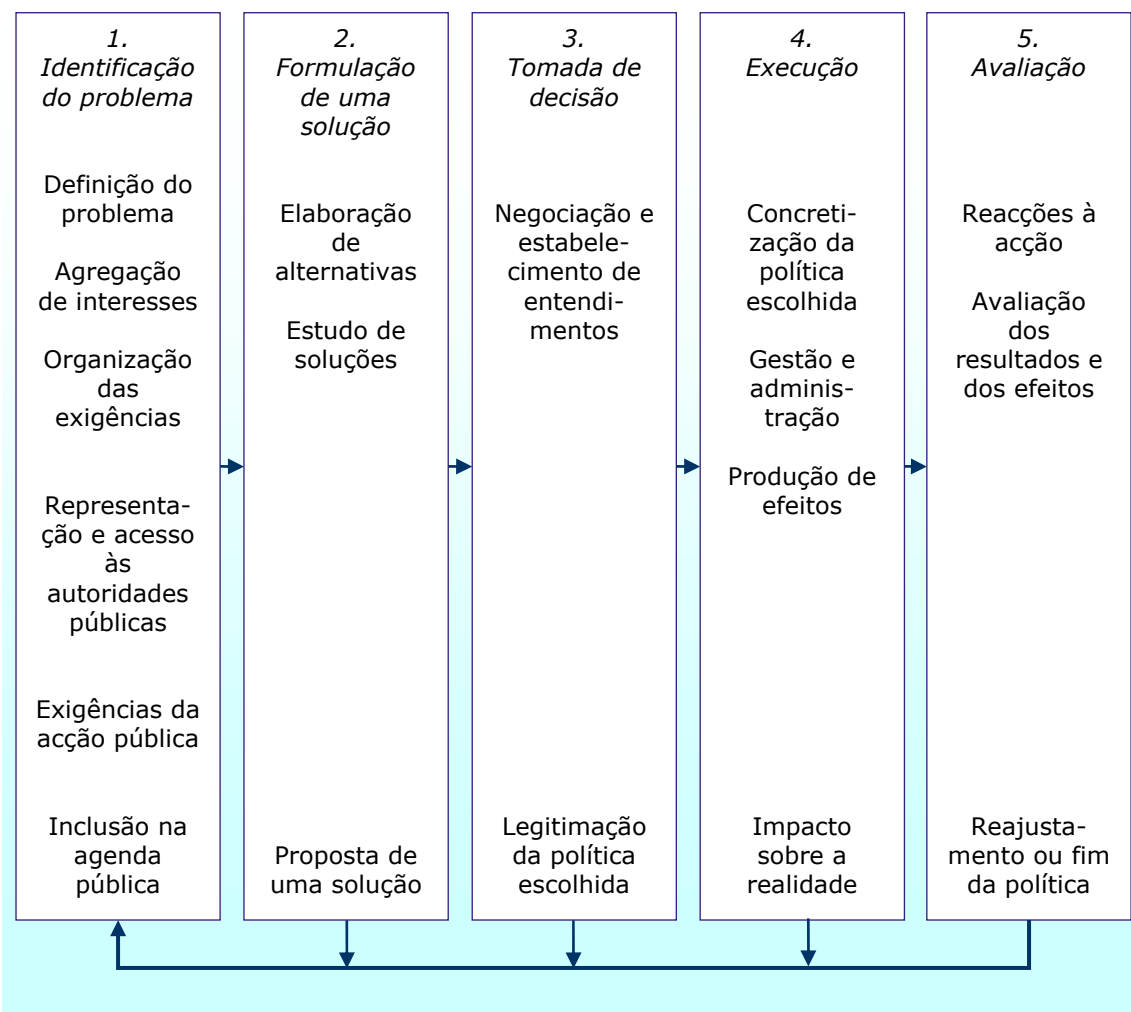 1.
Identificação
do problema
Definição do
problema
Agregação
de interesses
Organização
das
exigências
Representa-
ção e acesso
às
autoridades
públicas
Exigências da
acção pública
Inclusão na
agenda
pública
2.
Formulação
de uma
solução
Elaboração
de
alternativas
Estudo de
soluções
Proposta de
uma solução
3.
Tomada de
decisão
Negociação e
estabele-
cimento de
entendi-
mentos
Legitimação
da política
escolhida
4.
Execução
Concreti-
zação da
política
escolhida
Gestão e
adminis-
tração
Produção de
efeitos
Impacto
sobre a
realidade
5.
Avaliação
Reacções à
acção
Avaliação
dos
resultados e
dos efeitos
Reajusta-
mento ou fim
da política